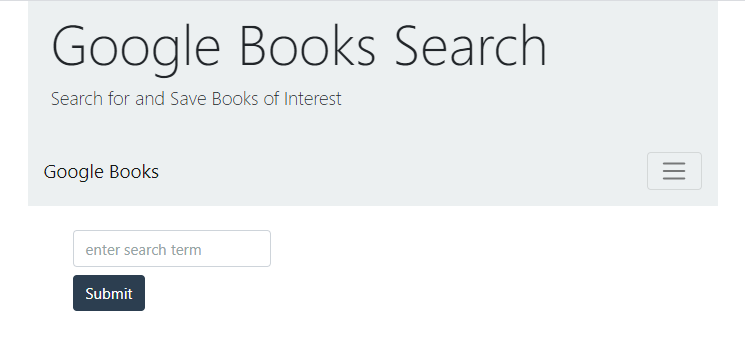 Google Books Search
Search for and Save Books of Interest
Google Books
enter search term
Submit